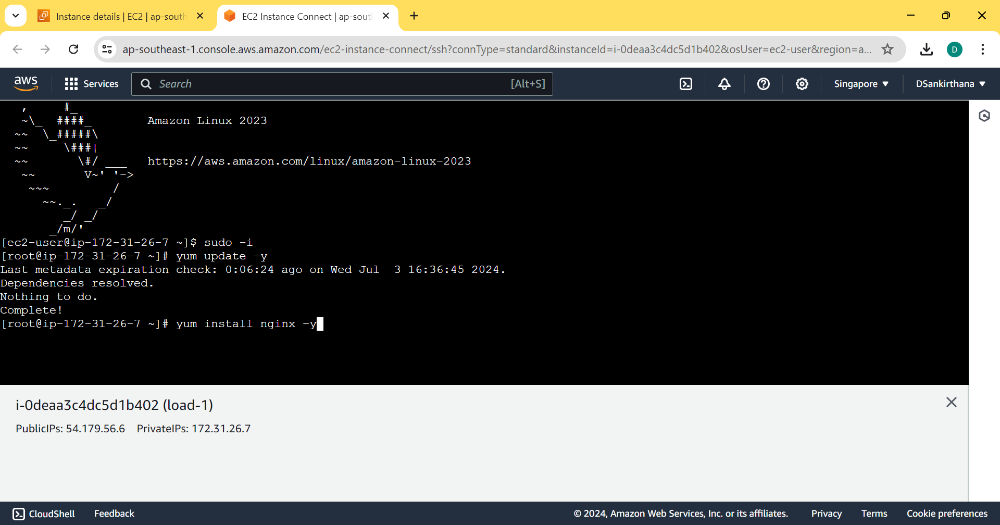 Instance details | EC2 | ap-south
EC2 Instance Connect | ap-sout
ap-southeast-1.console.aws.amazon.com/ec2-instance-connect/ssh?connType=standard&instanceId=i-0deaa3c4dc5d1b402&osUser=ec2-user&region=a...
D
aws
Services
Search
[Alt+S]
Singapore
DSankirthana
   ,     #_
   ~\_  ####_        Amazon Linux 2023
  ~~  \_#####\
  ~~     \###|
  ~~       \#/ ___   https://aws.amazon.com/linux/amazon-linux-2023
   ~~       V~' '->
    ~~~         /
      ~~._.   _/
         _/ _/
       _/m/'
[ec2-user@ip-172-31-26-7 ~]$ sudo -i
[root@ip-172-31-26-7 ~]# yum update -y
Last metadata expiration check: 0:06:24 ago on Wed Jul  3 16:36:45 2024.
Dependencies resolved.
Nothing to do.
Complete!
[root@ip-172-31-26-7 ~]# yum install nginx -y
i-0deaa3c4dc5d1b402 (load-1)
PublicIPs: 54.179.56.6    PrivateIPs: 172.31.26.7
CloudShell
Feedback
© 2024, Amazon Web Services, Inc. or its affiliates.
Privacy
Terms
Cookie preferences